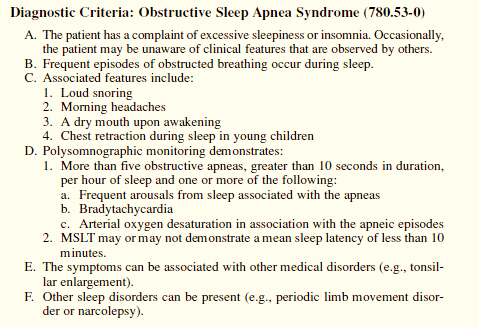 Diagnostic Criteria: Obstructive Sleep Apnea Syndrome (780.53-0)
A. The patient has a complaint of excessive sleepiness or insomnia. Occasionally,
the patient may be unaware of clinical features that are observed by others.
B. Frequent episodes of obstructed breathing occur during sleep.
C. Associated features include:
1. Loud snoring
2. Morning headaches
3. A dry mouth upon awakening
4. Chest retraction during sleep in young children
D. Polysomnographic monitoring demonstrates:
1. More than five obstructive apneas, greater than 10 seconds in duration,
per hour of sleep and one or more of the following:
a. Frequent arousals from sleep associated with the apneas
b. Bradytachycardia
c. Arterial oxygen desaturation in association with the apneic episodes
2. MSLT may or may not demonstrate a mean sleep latency of less than 10
minutes.
E. The symptoms can be associated with other medical disorders (e.g., tonsil-
lar enlargement).
F. Other sleep disorders can be present (e.g., periodic limb movement disor-
der or narcolepsy).